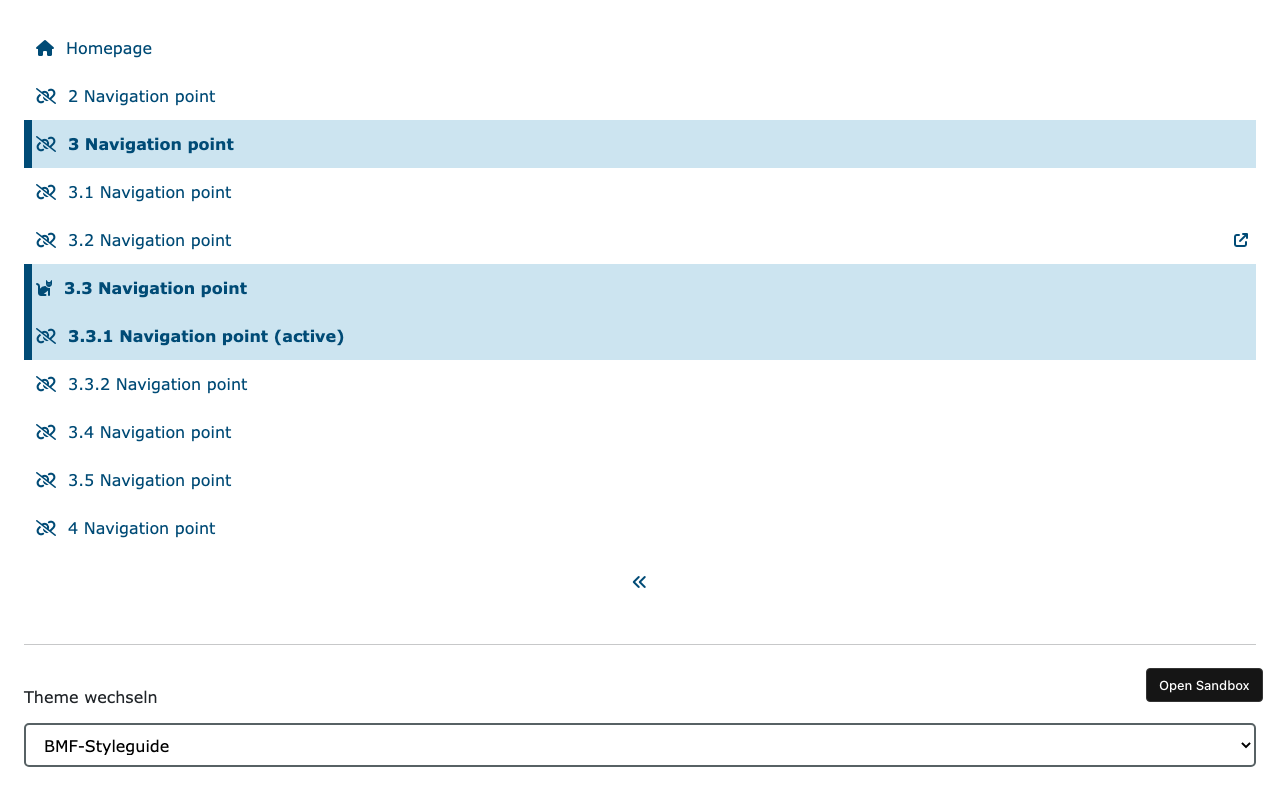 Homepage
2 Navigation point
3 Navigation point
3.1 Navigation point
3.2 Navigation point
3.3 Navigation point
3.3.1 Navigation point (active)
3.3.2 Navigation point
3.4 Navigation point
3.5 Navigation point
4 Navigation point
Open Sandbox
Theme wechseln
BMF-Styleguide